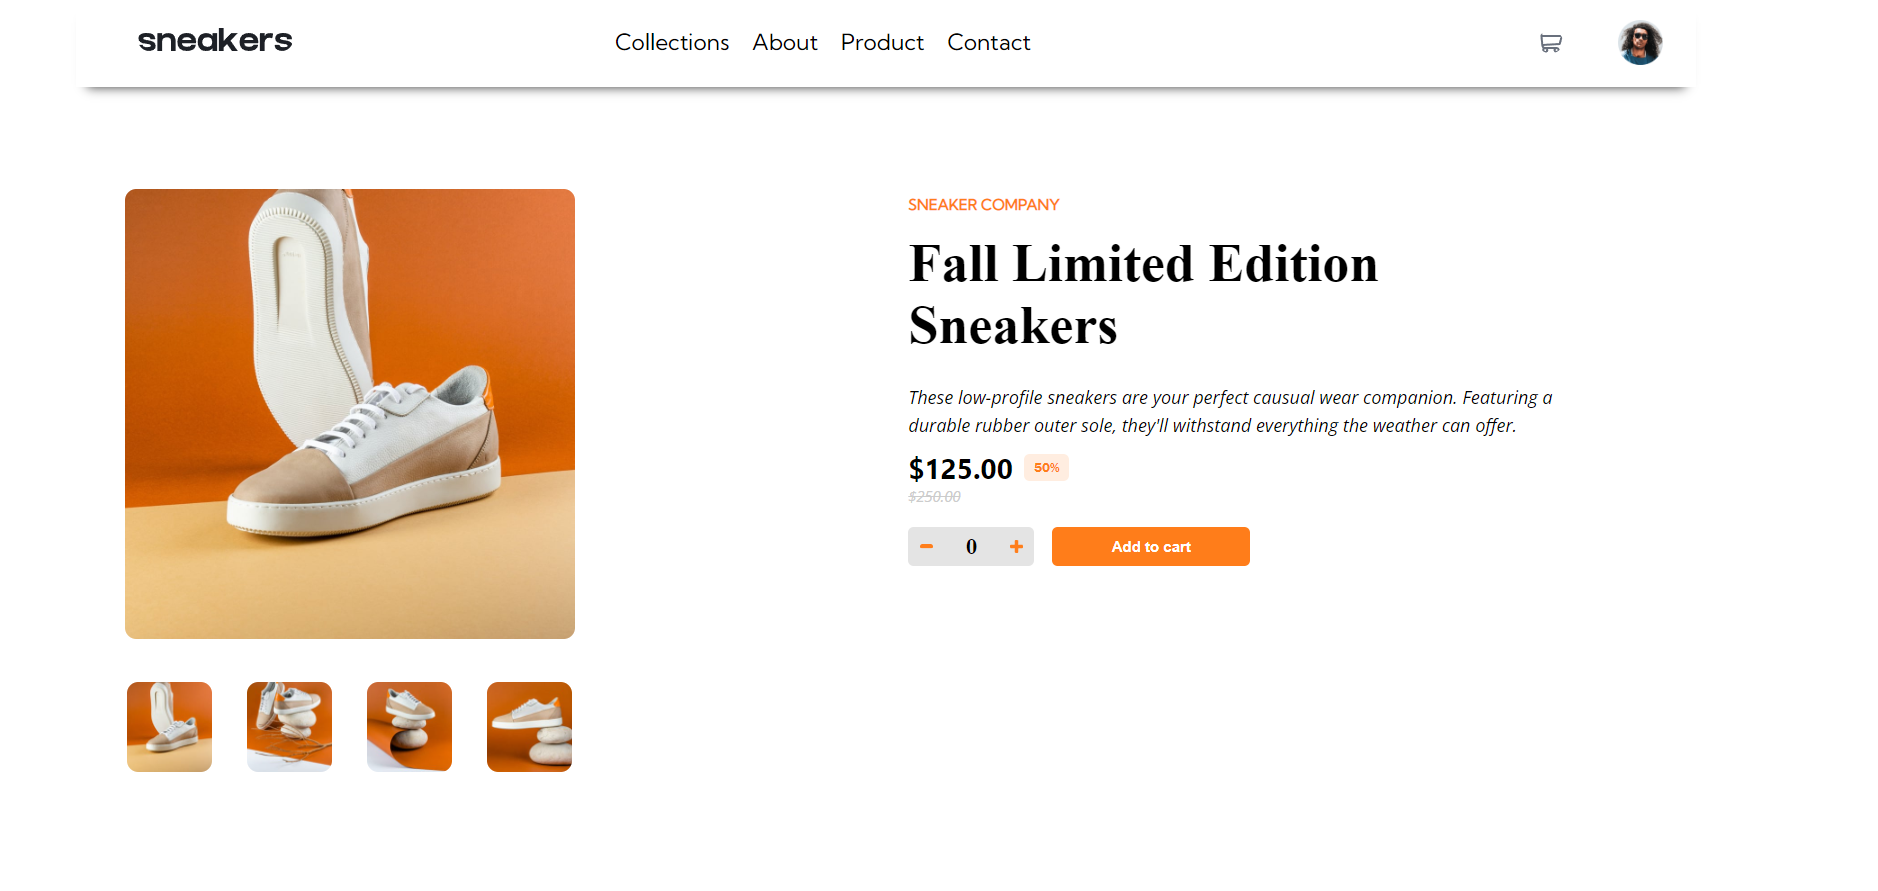 sneakers
Collections About Product Contact
SNEAKER COMPANY
Fall Limited Edition
Sneakers
These low-profile sneakers are your perfect causual wear companion. Featuring a
durable rubber outer sole, they'll withstand everything the weather can offer.
$125.00 50%
$250.00
0 Add to cart